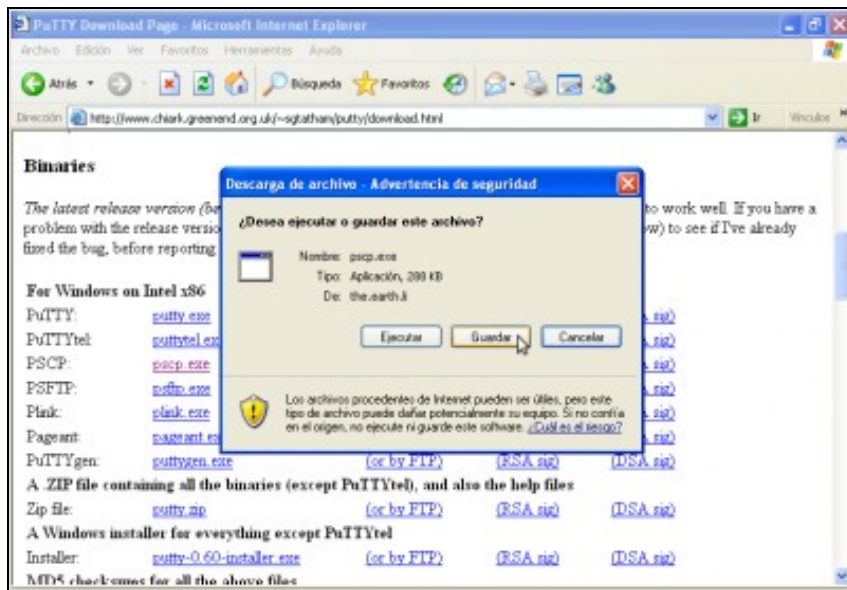 PuTTY Download Page - Microsoft Internet Explorer
Archivo Edición Ver Favoritos Herramientas Ayuda
Atrás Búsqueda Favoritos
Dirección http://www.chiark.greenend.org.uk/~sgtatham/putty/download.html Ir Vínculos
Binaries
Descarga de archivo - Advertencia de seguridad
The latest release version (be to work well. If you have a
¿Desea ejecutar o guardar este archivo?
problem with the release versio w) to see if I've already
fixed the bug, before reporting
Nombre: pscp.exe
Tipo: Aplicación, 288 KB
De: the.earth.li
Ejecutar Guardar Cancelar
Los archivos procedentes de Internet pueden ser útiles, pero este
tipo de archivo puede dañar potencialmente su equipo. Si no confía
en el origen, no ejecute ni guarde este software. ¿Cuál es el riesgo?
For Windows on Intel x86
PuTTY: putty.exe sig)
PuTTYtel: puttytel.ex sig)
PSCP: pscp.exe sig)
PSFTP: psftp.exe sig)
Plink: plink.exe sig)
Pageant: pageant.ex sig)
PuTTYgen: puttygen.exe (or by FTP) (RSA sig) (DSA sig)
A .ZIP file containing all the binaries (except PuTTYtel), and also the help files
Zip file: putty.zip (or by FTP) (RSA sig) (DSA sig)
A Windows installer for everything except PuTTYtel
Installer: putty-0.60-installer.exe (or by FTP) (RSA sig) (DSA sig)
MD5 checksums for all the above files